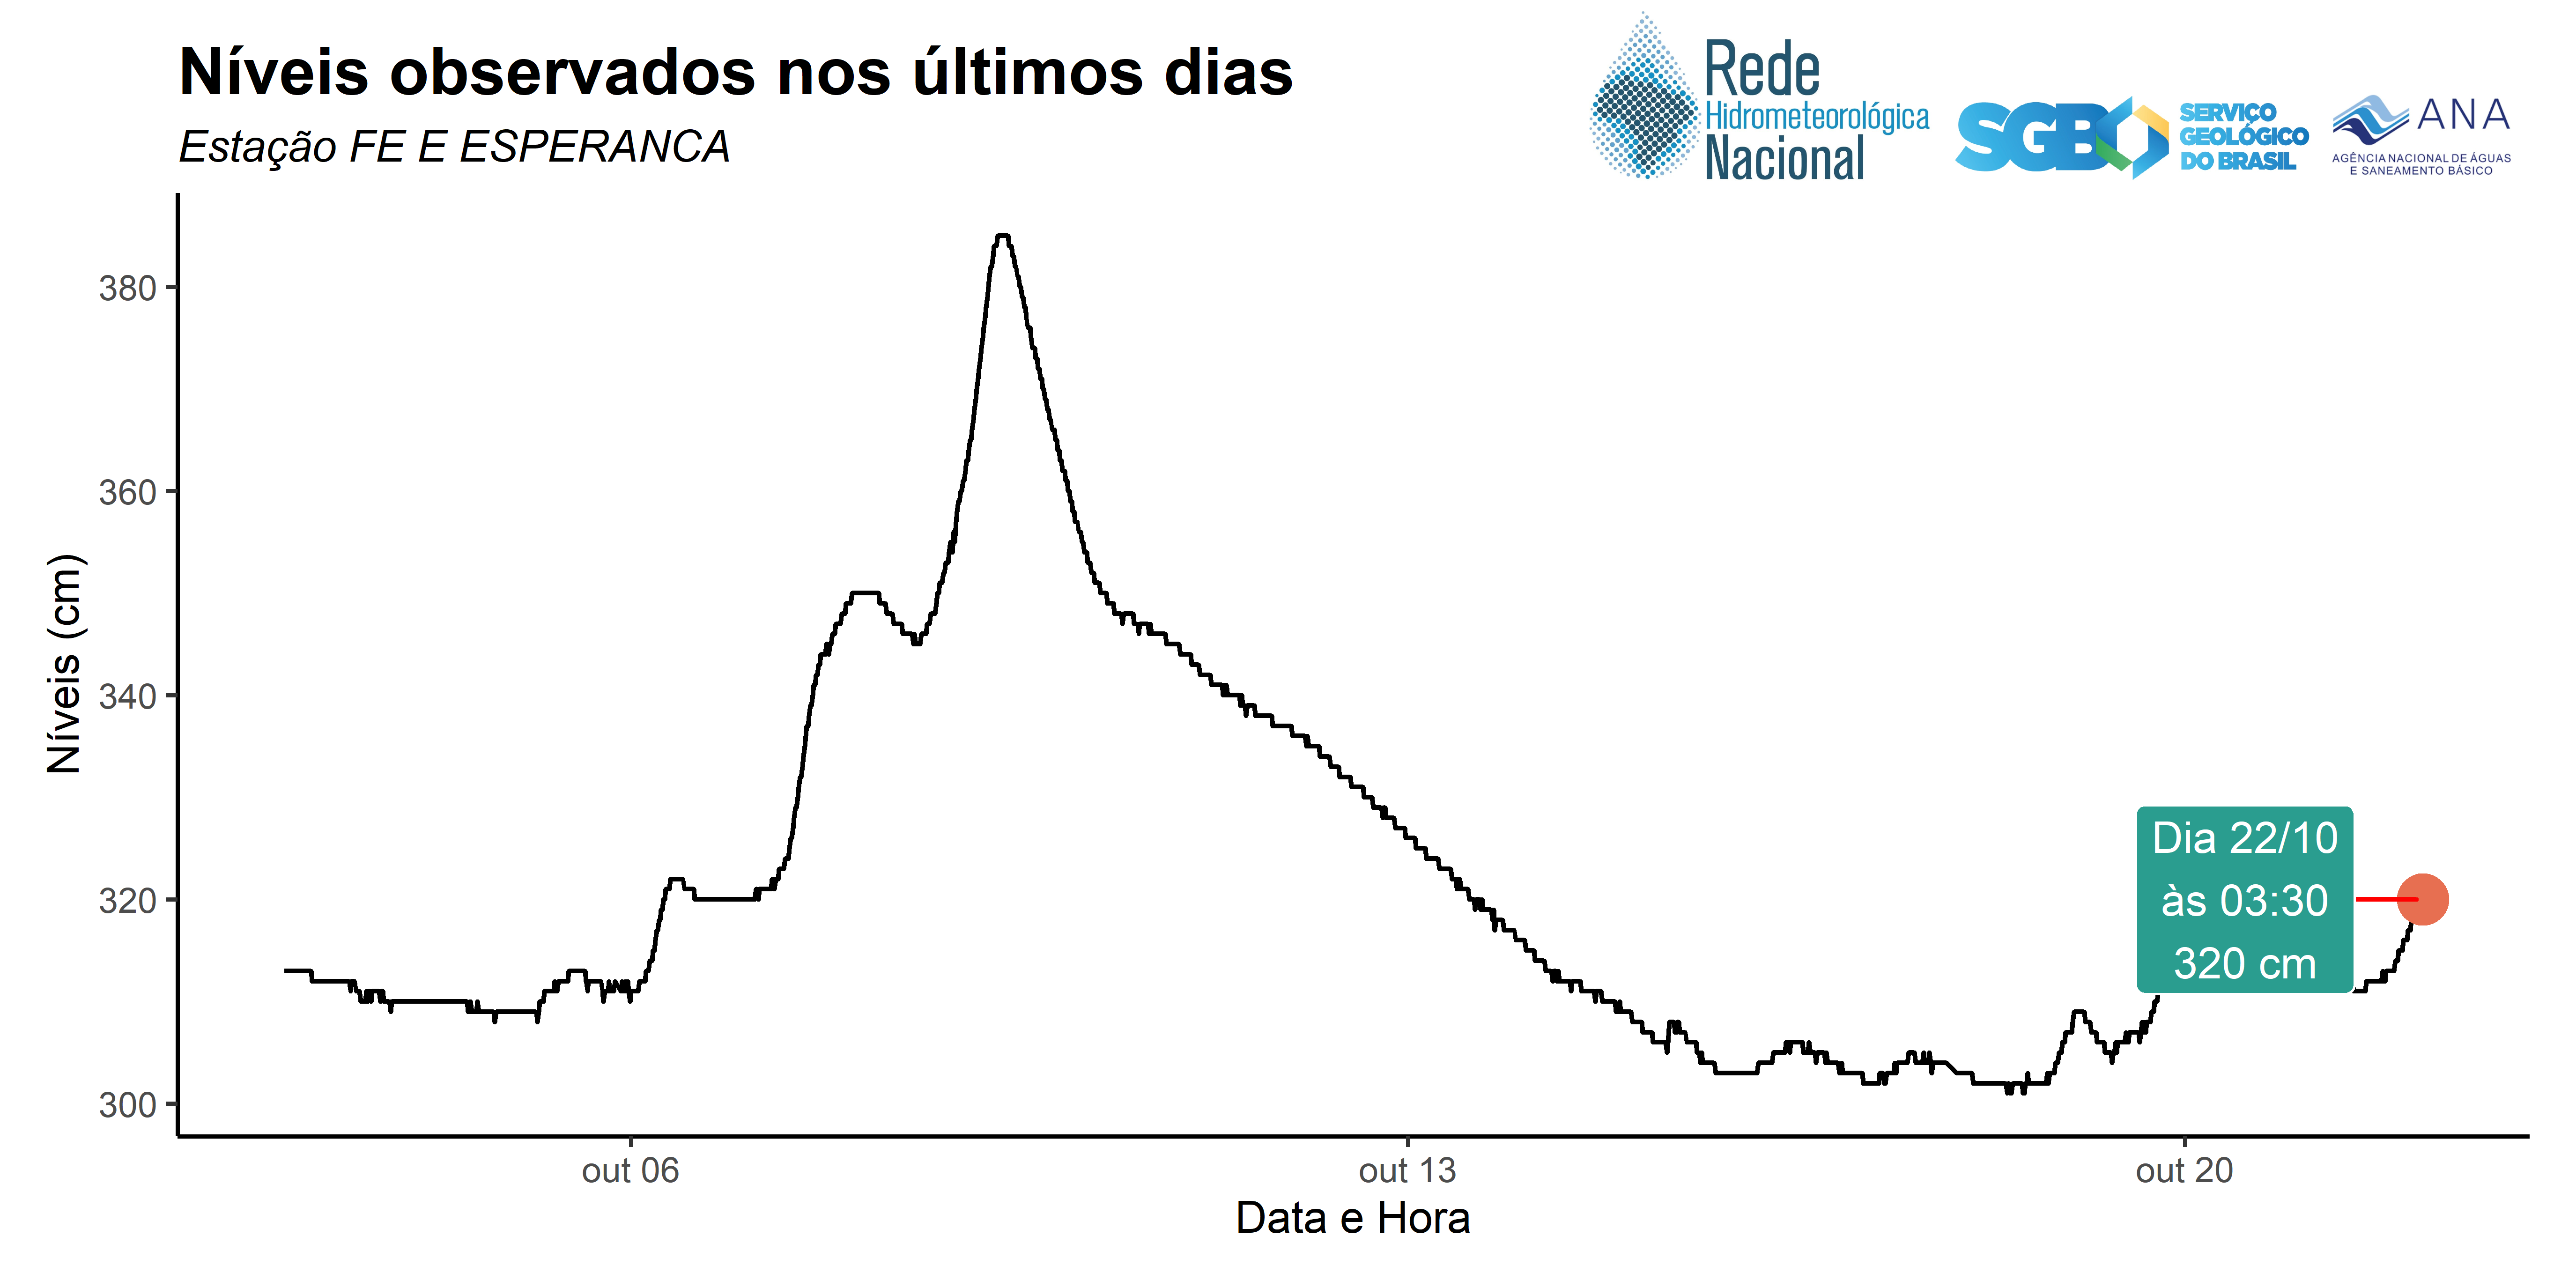 Níveis observados nos últimos dias
Estação FE E ESPERANCA
Rede
Hidrometeorológica
Nacional
SGB
SERVIÇO
GEOLÓGICO
DO BRASIL
ANA
AGÊNCIA NACIONAL DE ÁGUAS
E SANEAMENTO BÁSICO
Níveis (cm)
380
360
340
320
300
Dia 22/10
às 03:30
320 cm
out 06
out 13
out 20
Data e Hora